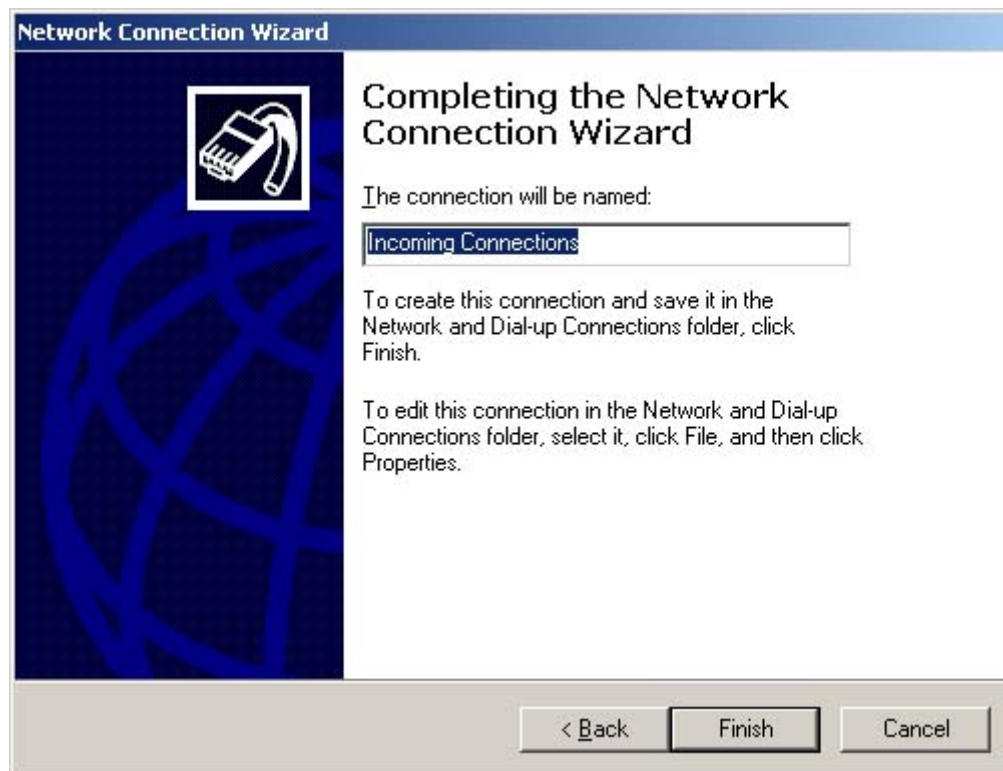 Network Connection Wizard
Completing the Network
Connection Wizard
The connection will be named:
Incoming Connections
To create this connection and save it in the
Network and Dial-up Connections folder, click
Finish.
To edit this connection in the Network and Dial-up
Connections folder, select it, click File, and then click
Properties.
< Back Finish Cancel